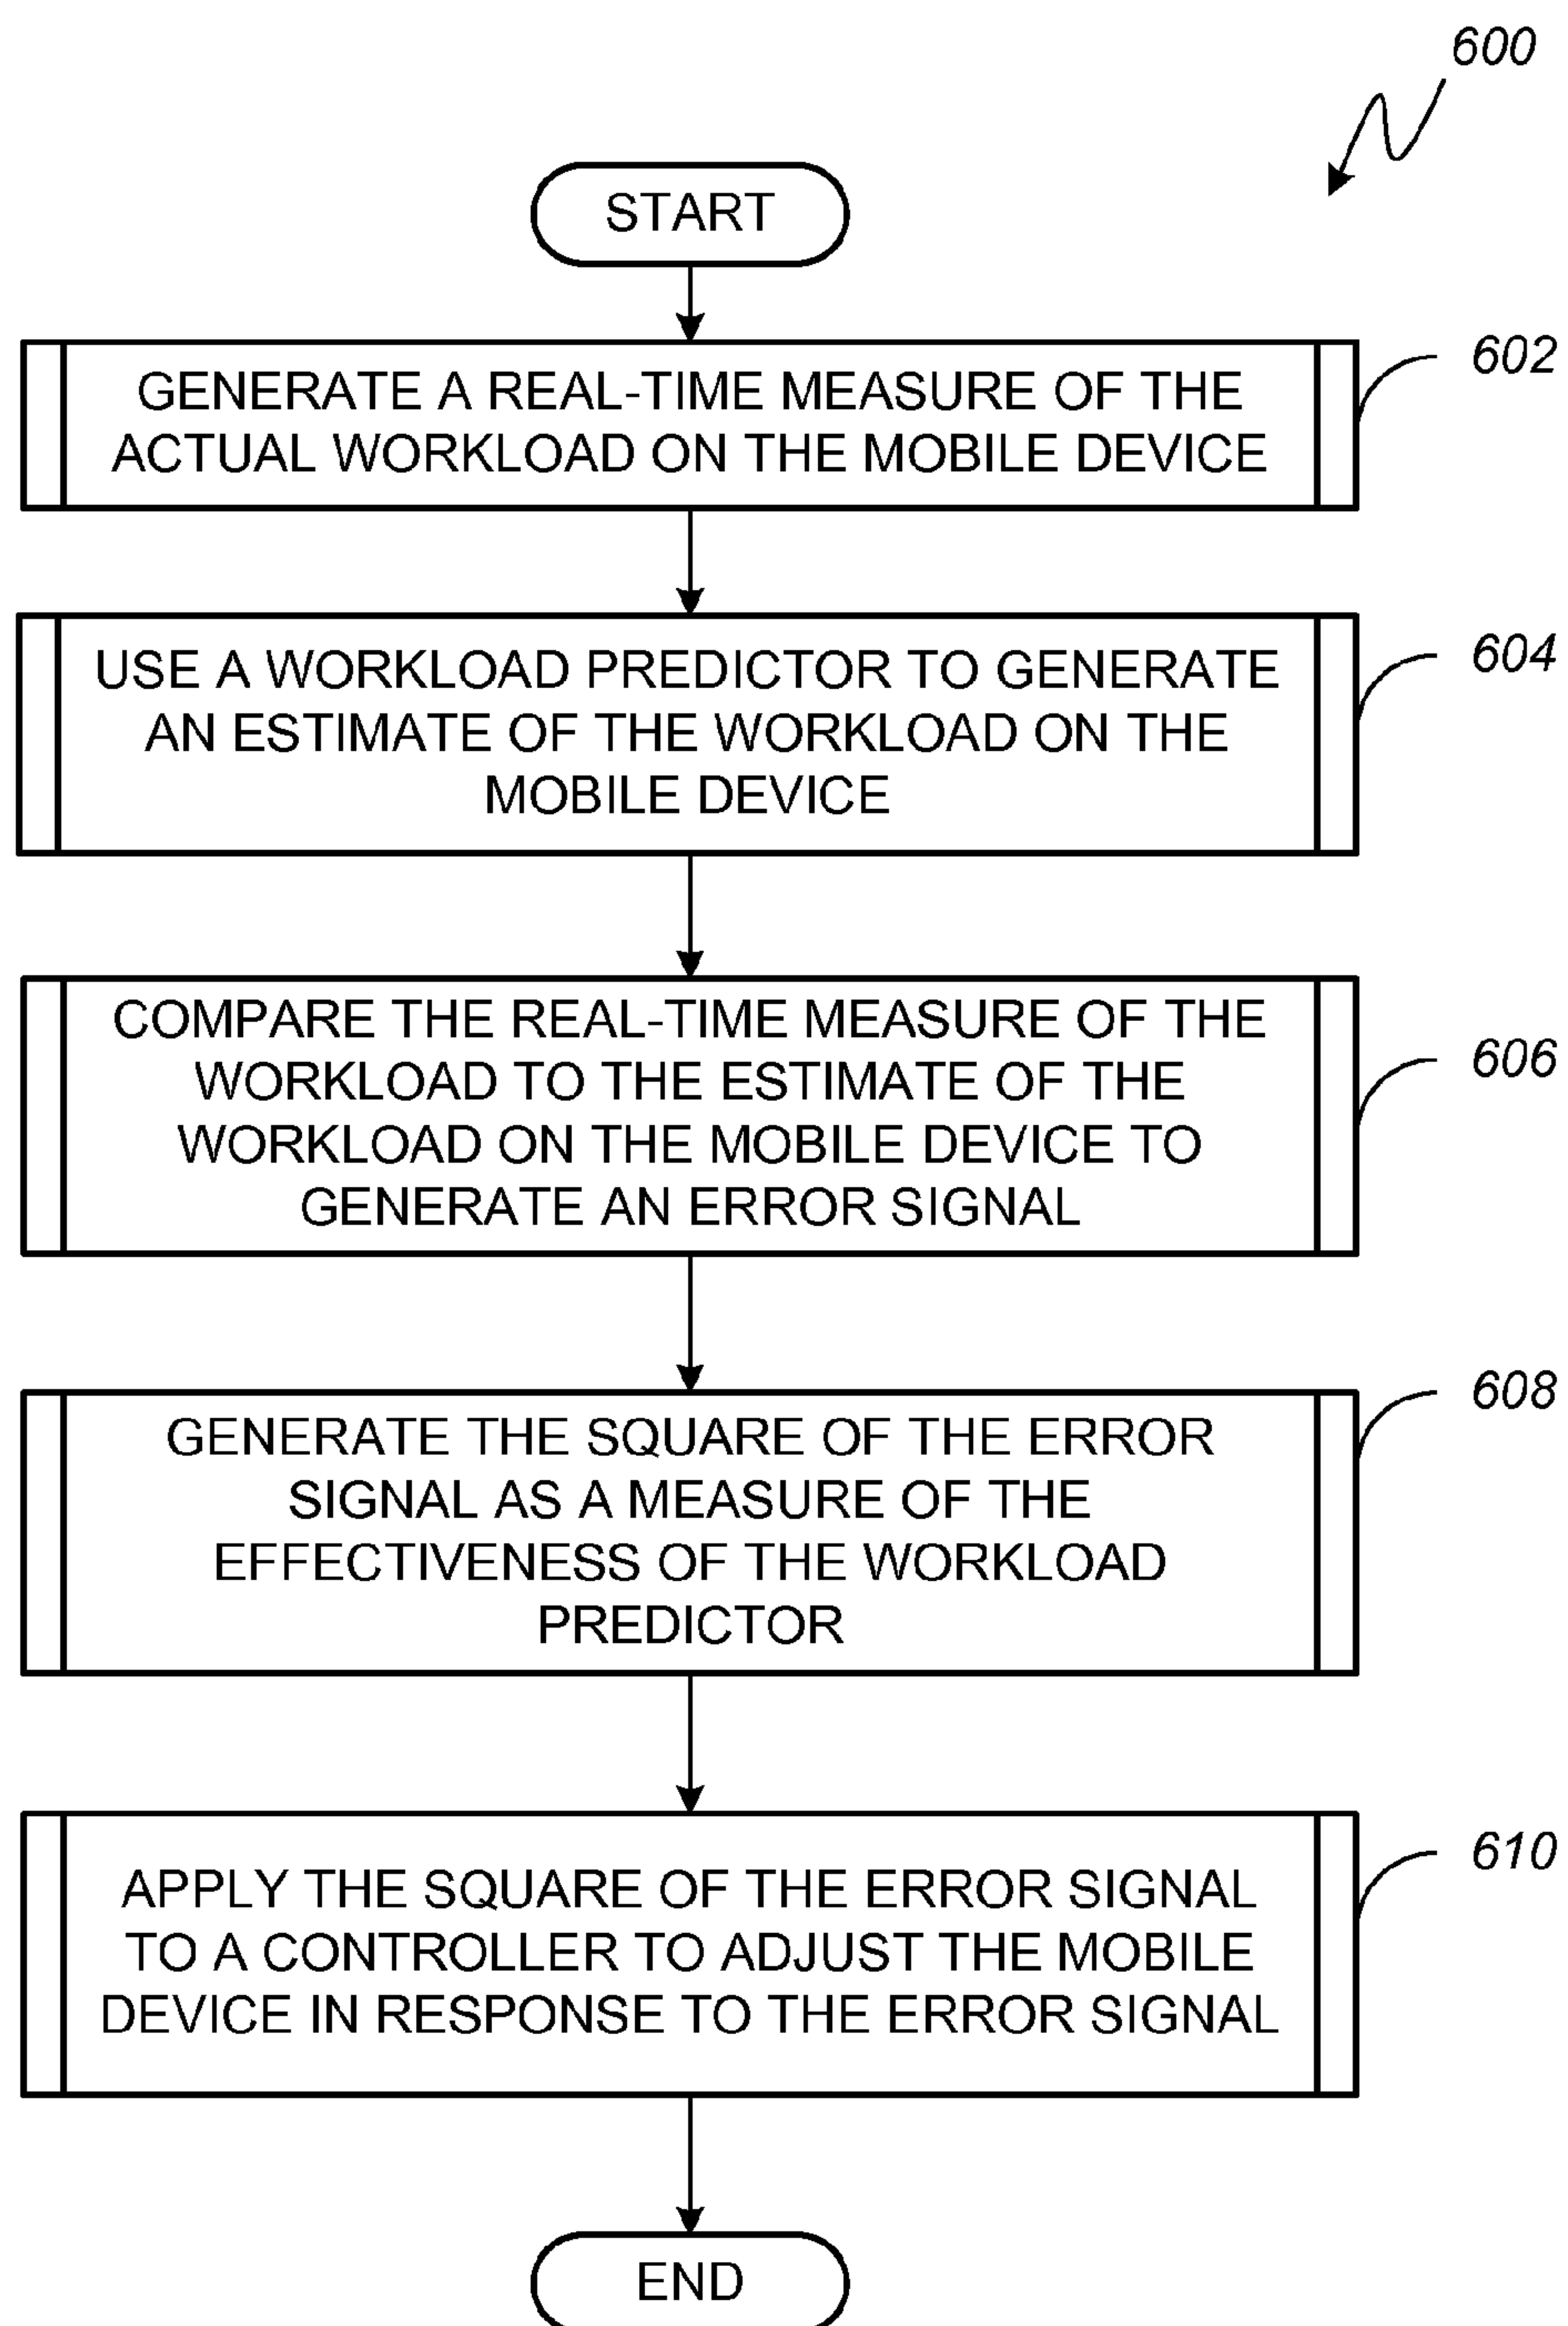 600
START
GENERATE A REAL-TIME MEASURE OF THE
ACTUAL WORKLOAD ON THE MOBILE DEVICE
602
USE A WORKLOAD PREDICTOR TO GENERATE
AN ESTIMATE OF THE WORKLOAD ON THE
MOBILE DEVICE
604
COMPARE THE REAL-TIME MEASURE OF THE
WORKLOAD TO THE ESTIMATE OF THE
WORKLOAD ON THE MOBILE DEVICE TO
GENERATE AN ERROR SIGNAL
606
GENERATE THE SQUARE OF THE ERROR
SIGNAL AS A MEASURE OF THE
EFFECTIVENESS OF THE WORKLOAD
PREDICTOR
608
APPLY THE SQUARE OF THE ERROR SIGNAL
TO A CONTROLLER TO ADJUST THE MOBILE
DEVICE IN RESPONSE TO THE ERROR SIGNAL
610
END